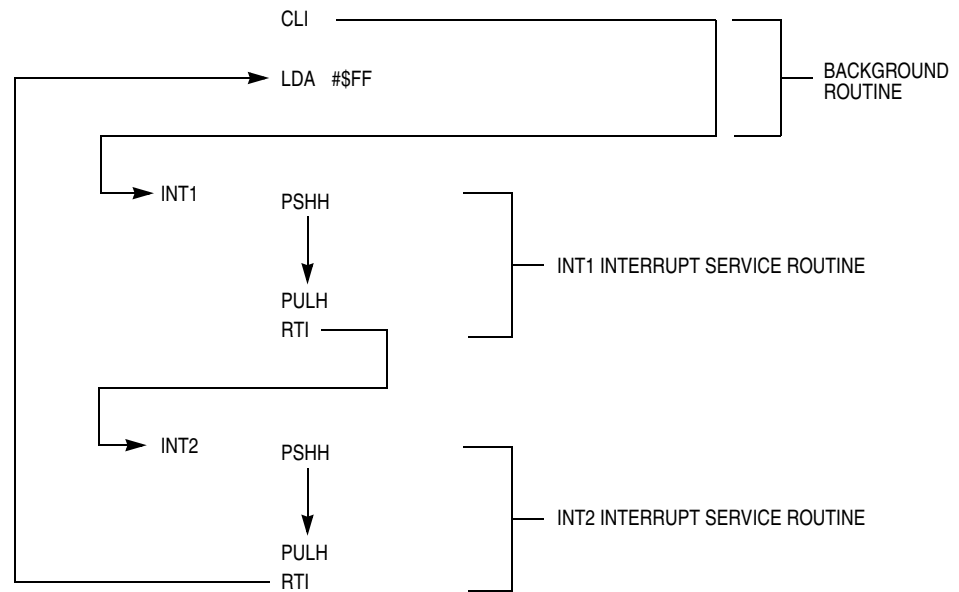 CLI
LDA #$FF
BACKGROUND
ROUTINE
INT1
PSHH
INT1 INTERRUPT SERVICE ROUTINE
PULH
RTI
INT2
PSHH
INT2 INTERRUPT SERVICE ROUTINE
PULH
RTI